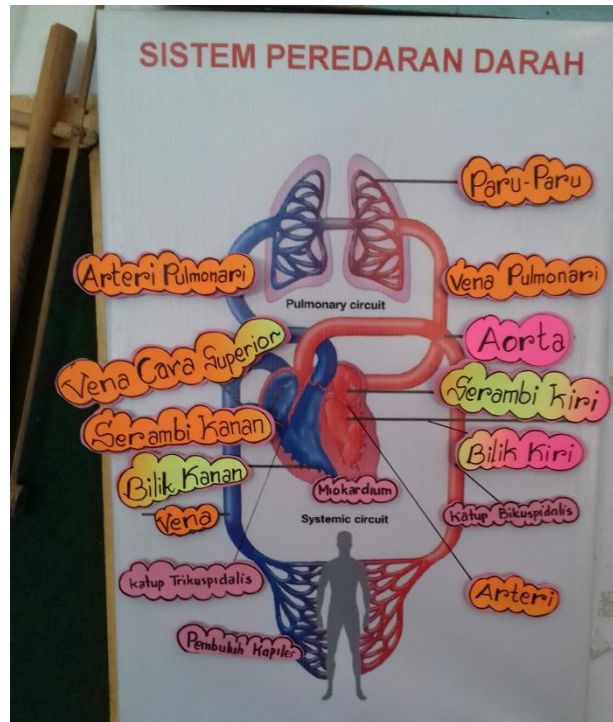 SISTEM PEREDARAN DARAH
Paru-Paru
Arteri Pulmonari
Vena Pulmonari
Pulmonary circuit
Aorta
Vena Cava Superior
Serambi Kiri
Serambi Kanan
Bilik Kiri
Bilik Kanan
Miokardium
Vena
Systemic circuit
Katup Bikuspidalis
Katup Trikuspidalis
Arteri
Pembuluh Kapiler